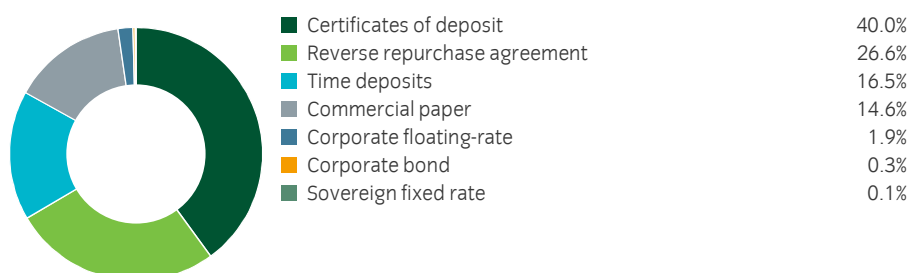 Certificates of deposit 40.0%
Reverse repurchase agreement 26.6%
Time deposits 16.5%
Commercial paper 14.6%
Corporate floating-rate 1.9%
Corporate bond 0.3%
Sovereign fixed rate 0.1%